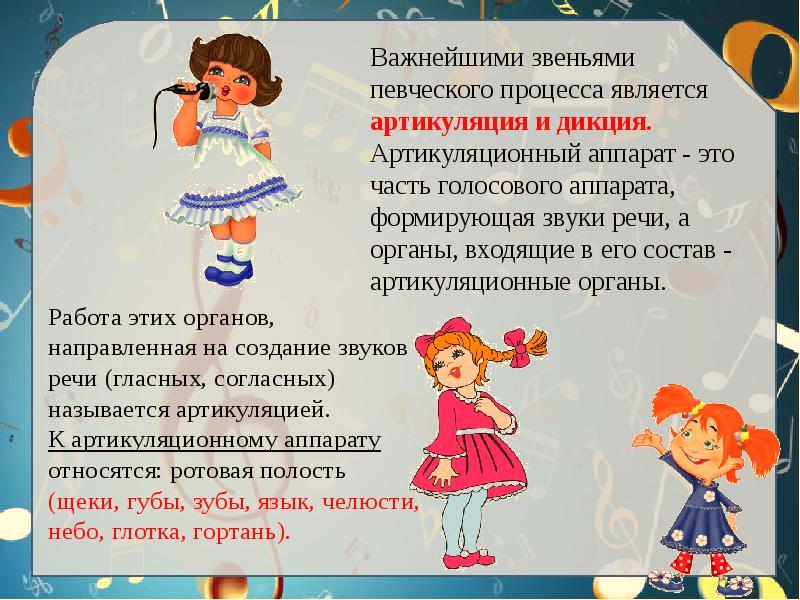 Важнейшими звеньями
певческого процесса является
артикуляция и дикция.
Артикуляционный аппарат - это
часть голосового аппарата,
формирующая звуки речи, а
органы, входящие в его состав -
артикуляционные органы.
Работа этих органов,
направленная на создание звуков
речи (гласных, согласных)
называется артикуляцией.
К артикуляционному аппарату
относятся: ротовая полость
(щеки, губы, зубы, язык, челюсти,
небо, глотка, гортань).